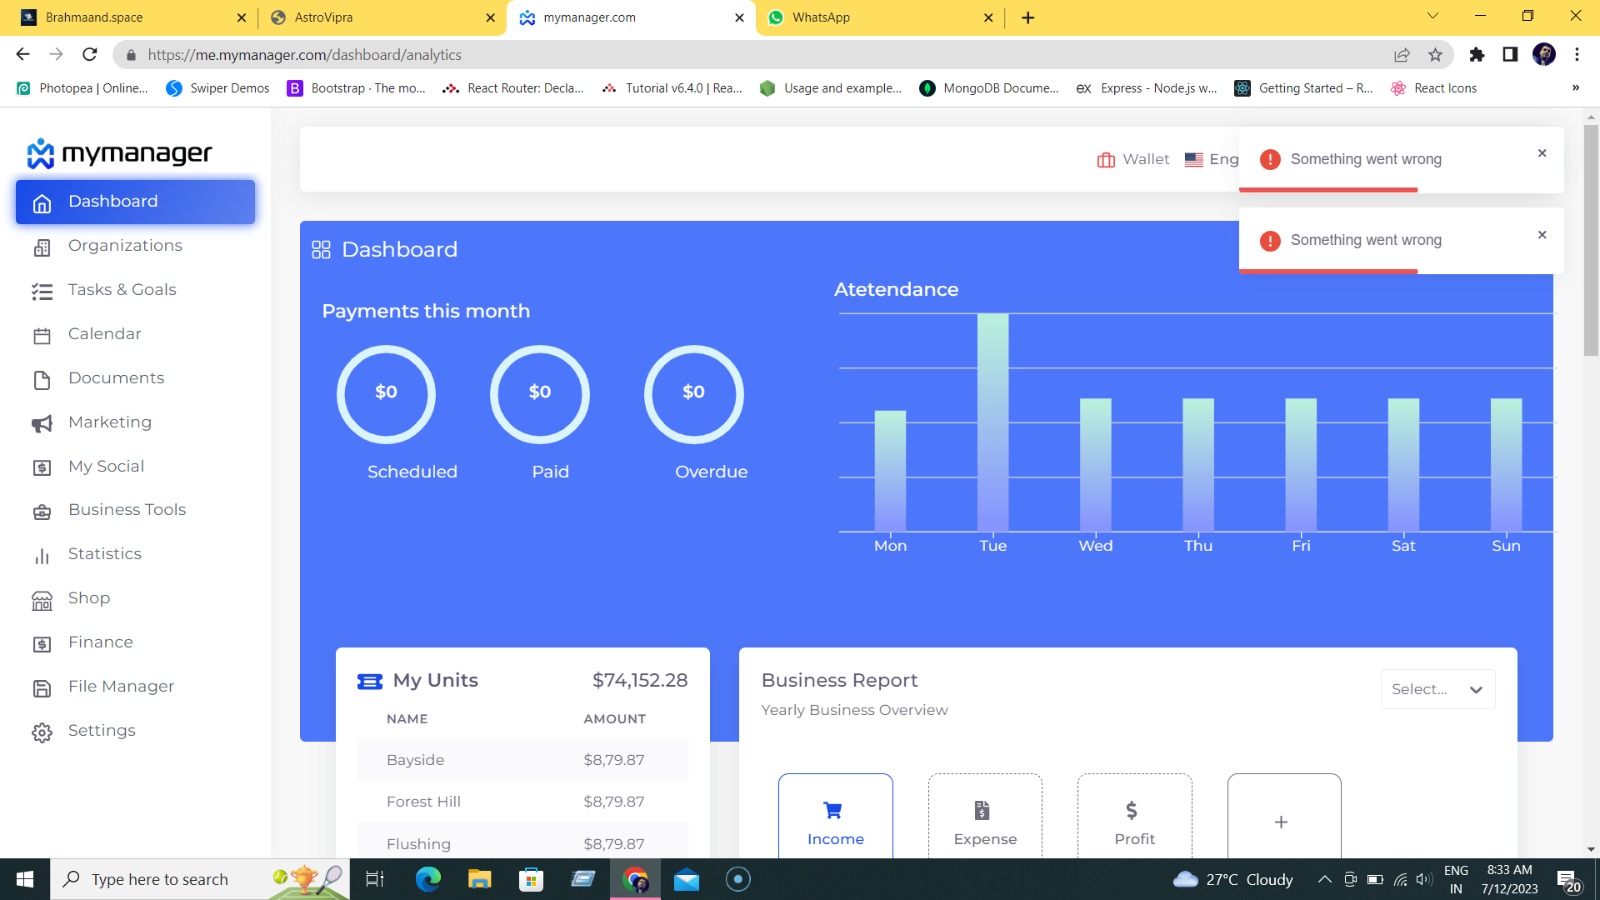 Brahmaand.space
AstroVipra
mymanager.com
WhatsApp
https://me.mymanager.com/dashboard/analytics
Photopea | Online...
Swiper Demos
B Bootstrap · The mo...
React Router: Decla...
Tutorial v6.4.0 | Rea...
Usage and example...
MongoDB Docume...
ex Express - Node.js w...
Getting Started – R...
React Icons
»
mymanager
Wallet
Eng
Something went wrong
Something went wrong
Dashboard
Organizations
Tasks & Goals
Calendar
Documents
Marketing
My Social
Business Tools
Statistics
Shop
Finance
File Manager
Settings
Dashboard
Payments this month
$0
$0
$0
Scheduled
Paid
Overdue
Atetendance
Mon
Tue
Wed
Thu
Fri
Sat
Sun
My Units
$74,152.28
NAME
AMOUNT
Bayside
$8,79.87
Forest Hill
$8,79.87
Flushing
$8,79.87
Business Report
Yearly Business Overview
Select...
Income
Expense
Profit
+
Type here to search
27°C Cloudy
ENG
IN
8:33 AM
7/12/2023
20